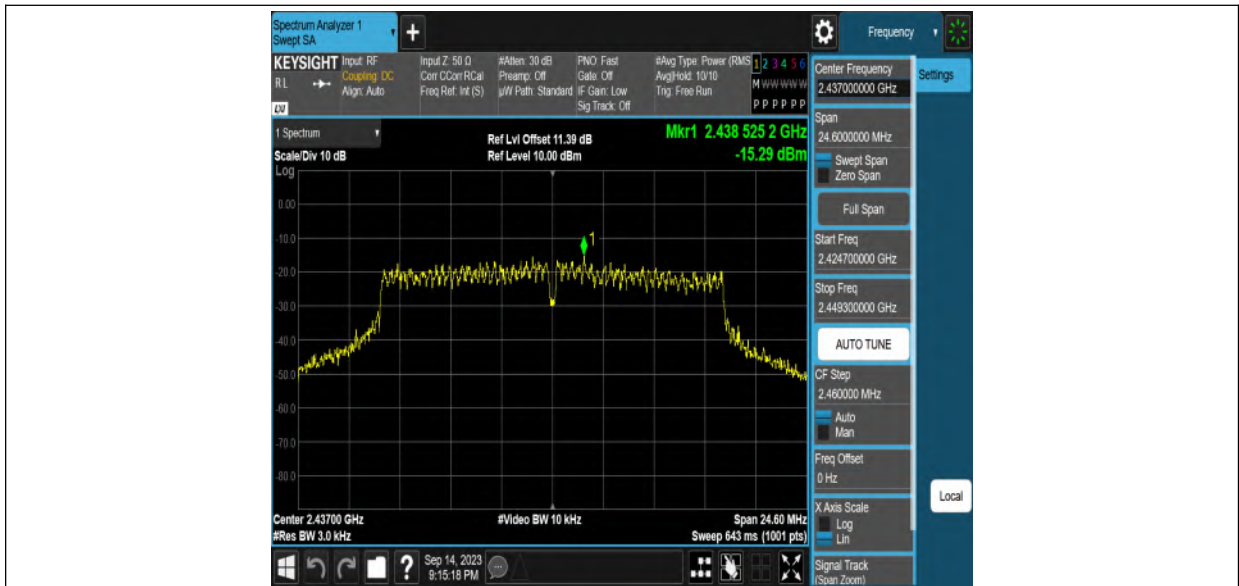 Spectrum Analyzer 1
Swept SA
+
Frequency
KEYSIGHT
RL
LXI
Input: RF
Coupling: DC
Align: Auto
Input Z: 50 Ω
Corr CCorr RCal
Freq Ref: Int (S)
#Atten: 30 dB
Preamp: Off
µW Path: Standard
PNO: Fast
Gate: Off
IF Gain: Low
Sig Track: Off
#Avg Type: Power (RMS
Avg|Hold: 10/10
Trig: Free Run
1 2 3 4 5 6
M W W W W W
P P P P P P
1 Spectrum
Scale/Div 10 dB
Log
Ref Lvl Offset 11.39 dB
Ref Level 10.00 dBm
Mkr1 2.438 525 2 GHz
-15.29 dBm
1
0.00
-10.0
-20.0
-30.0
-40.0
-50.0
-60.0
-70.0
-80.0
Center 2.43700 GHz
#Res BW 3.0 kHz
#Video BW 10 kHz
Span 24.60 MHz
Sweep 643 ms (1001 pts)
Sep 14, 2023
9:15:18 PM
?
Center Frequency
2.437000000 GHz
Settings
Span
24.6000000 MHz
Swept Span
Zero Span
Full Span
Start Freq
2.424700000 GHz
Stop Freq
2.449300000 GHz
AUTO TUNE
CF Step
2.460000 MHz
Auto
Man
Freq Offset
0 Hz
Local
X Axis Scale
Log
Lin
Signal Track
(Span Zoom)